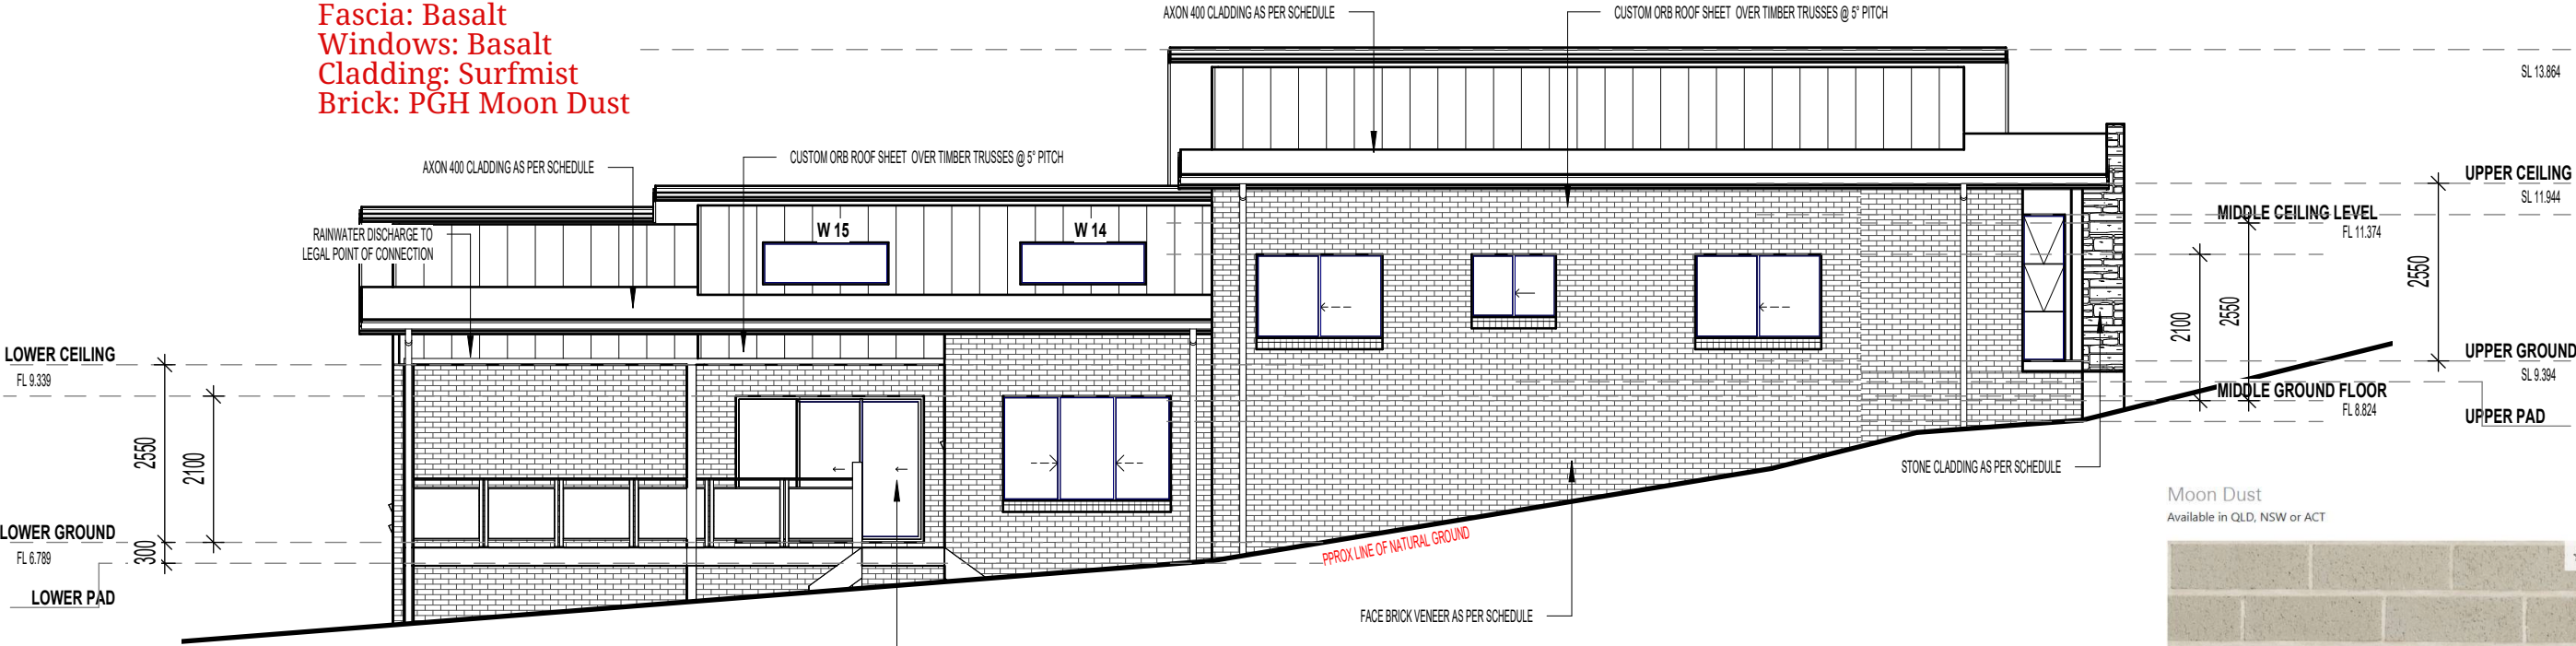 Fascia: Basalt
Windows: Basalt
Cladding: Surfmist
Brick: PGH Moon Dust
AXON 400 CLADDING AS PER SCHEDULE
CUSTOM ORB ROOF SHEET OVER TIMBER TRUSSES @ 5° PITCH
SL 13.864
AXON 400 CLADDING AS PER SCHEDULE
CUSTOM ORB ROOF SHEET OVER TIMBER TRUSSES @ 5° PITCH
UPPER CEILING
SL 11.944
MIDDLE CEILING LEVEL
FL 11.374
RAINWATER DISCHARGE TO
LEGAL POINT OF CONNECTION
W 15
W 14
2550
2550
2100
LOWER CEILING
FL 9.339
UPPER GROUND
SL 9.394
MIDDLE GROUND FLOOR
FL 8.824
UPPER PAD
2550
2100
STONE CLADDING AS PER SCHEDULE
LOWER GROUND
FL 6.789
300
LOWER PAD
PPROX LINE OF NATURAL GROUND
FACE BRICK VENEER AS PER SCHEDULE
Moon Dust
Available in QLD, NSW or ACT